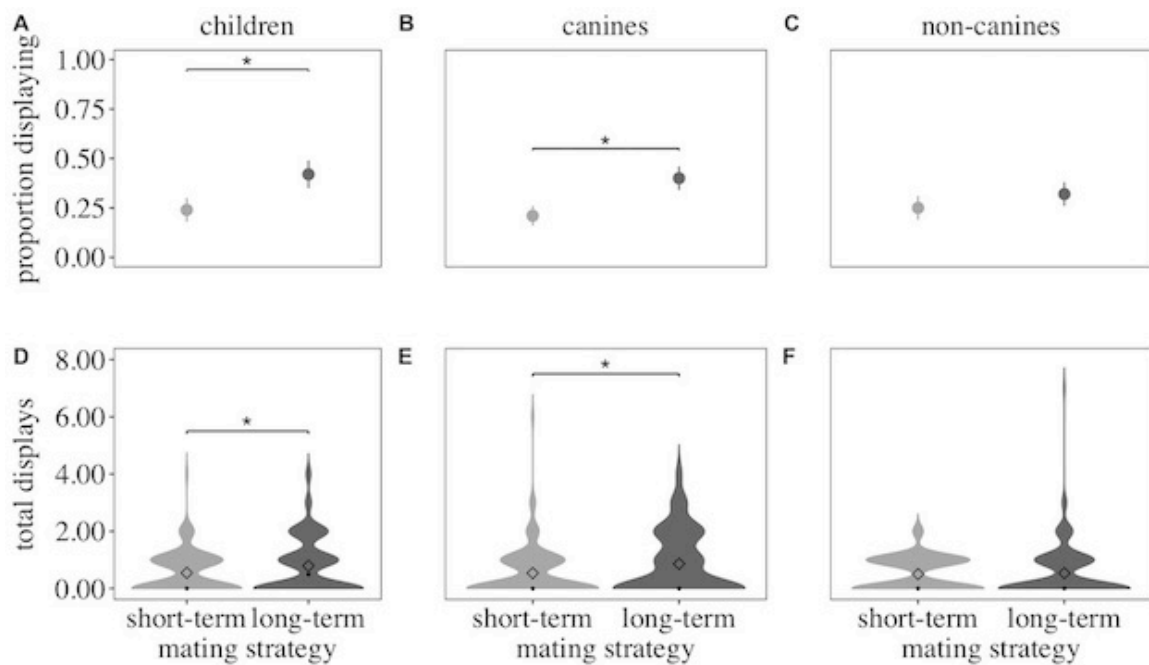 A children B canines C non-canines
proportion displaying
1.00
0.75
0.50
0.25
0.00
*
*
D E F
total displays
8.00
6.00
4.00
2.00
0.00
*
*
short-term long-term short-term long-term short-term long-term
mating strategy mating strategy mating strategy